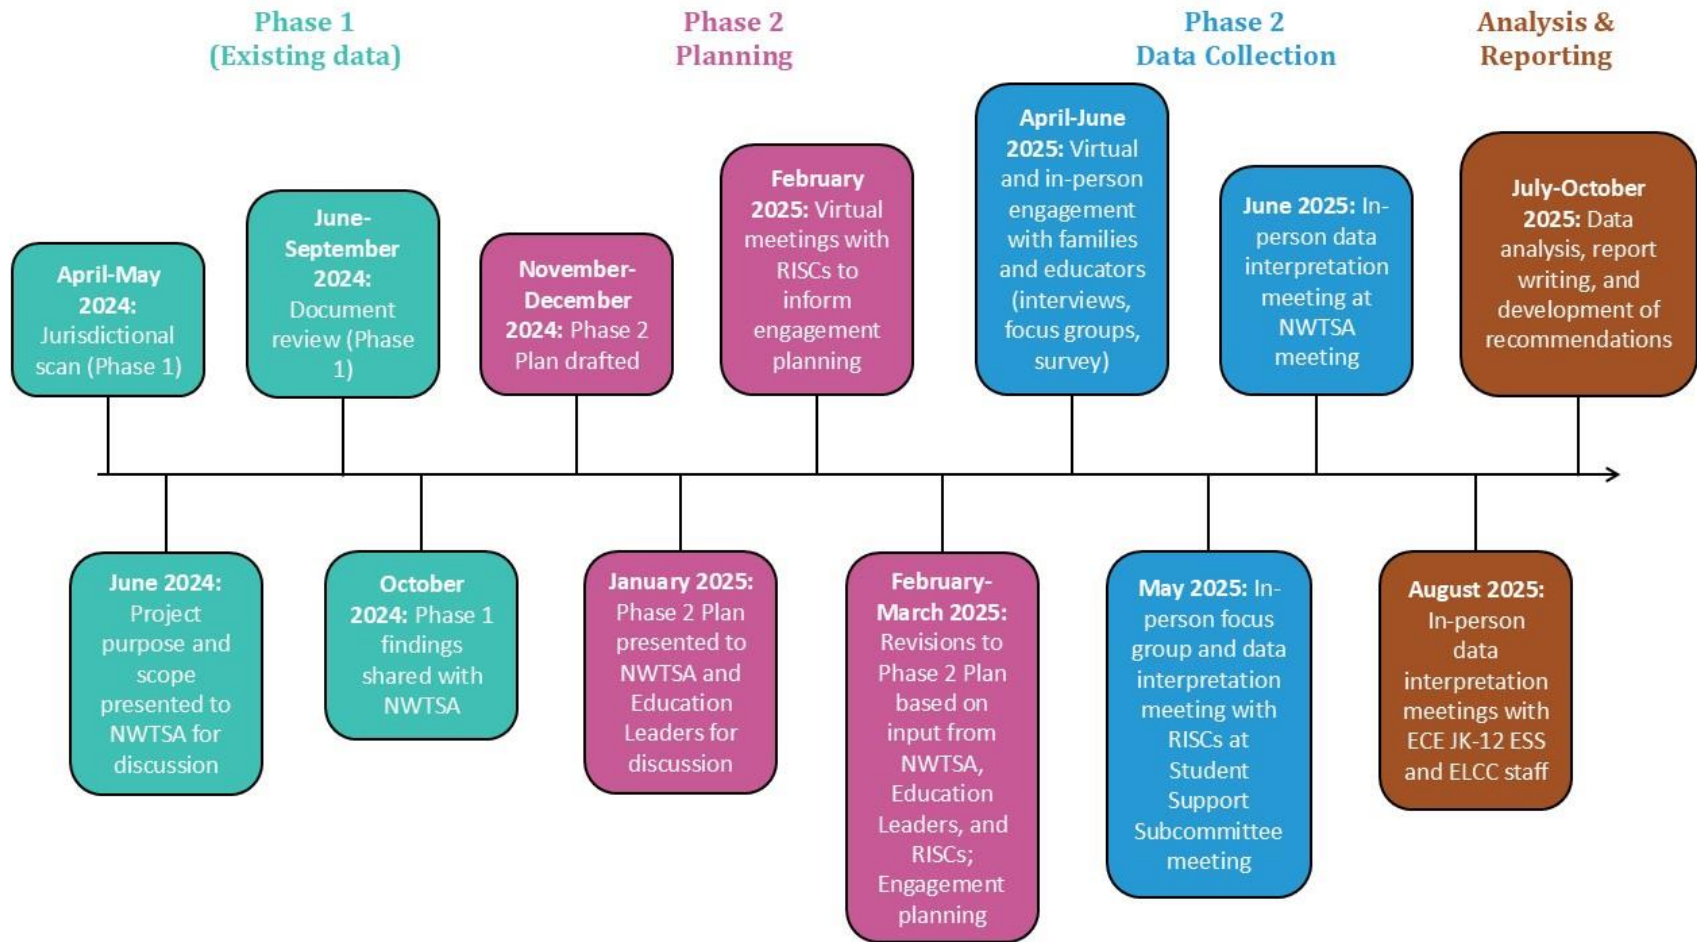 Phase 1
(Existing data)
Phase 2
Planning
Phase 2
Data Collection
Analysis &
Reporting
April-May
2024:
Jurisdictional
scan (Phase 1)
June-
September
2024:
Document
review (Phase
1)
November-
December
2024: Phase 2
Plan drafted
February
2025: Virtual
meetings with
RISCs to
inform
engagement
planning
April-June
2025: Virtual
and in-person
engagement
with families
and educators
(interviews,
focus groups,
survey)
June 2025: In-
person data
interpretation
meeting at
NWTSA
meeting
July-October
2025: Data
analysis, report
writing, and
development of
recommendations
June 2024:
Project
purpose and
scope
presented to
NWTSA for
discussion
October
2024: Phase 1
findings
shared with
NWTSA
January 2025:
Phase 2 Plan
presented to
NWTSA and
Education
Leaders for
discussion
February-
March 2025:
Revisions to
Phase 2 Plan
based on
input from
NWTSA,
Education
Leaders, and
RISCs;
Engagement
planning
May 2025: In-
person focus
group and data
interpretation
meeting with
RISCs at
Student
Support
Subcommittee
meeting
August 2025:
In-person
data
interpretation
meetings with
ECE JK-12 ESS
and ELCC staff